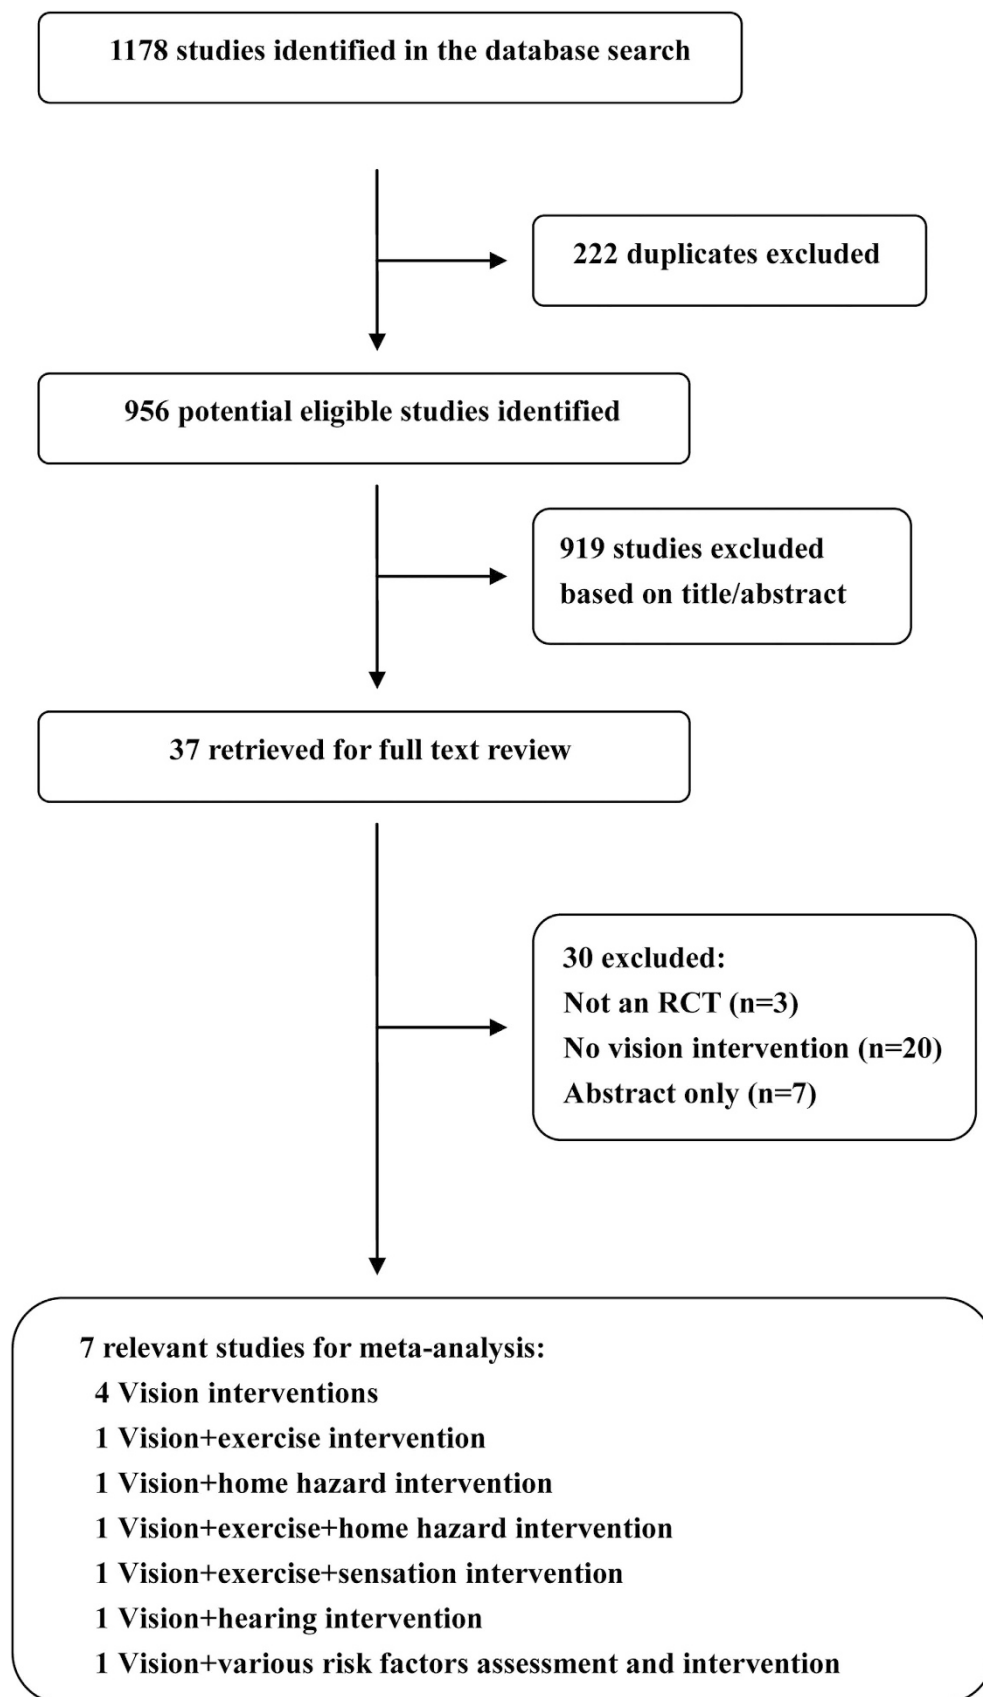 1178 studies identified in the database search
222 duplicates excluded
956 potential eligible studies identified
919 studies excluded
based on title/abstract
37 retrieved for full text review
30 excluded:
Not an RCT (n=3)
No vision intervention (n=20)
Abstract only (n=7)
7 relevant studies for meta-analysis:
4 Vision interventions
1 Vision+exercise intervention
1 Vision+home hazard intervention
1 Vision+exercise+home hazard intervention
1 Vision+exercise+sensation intervention
1 Vision+hearing intervention
1 Vision+various risk factors assessment and intervention